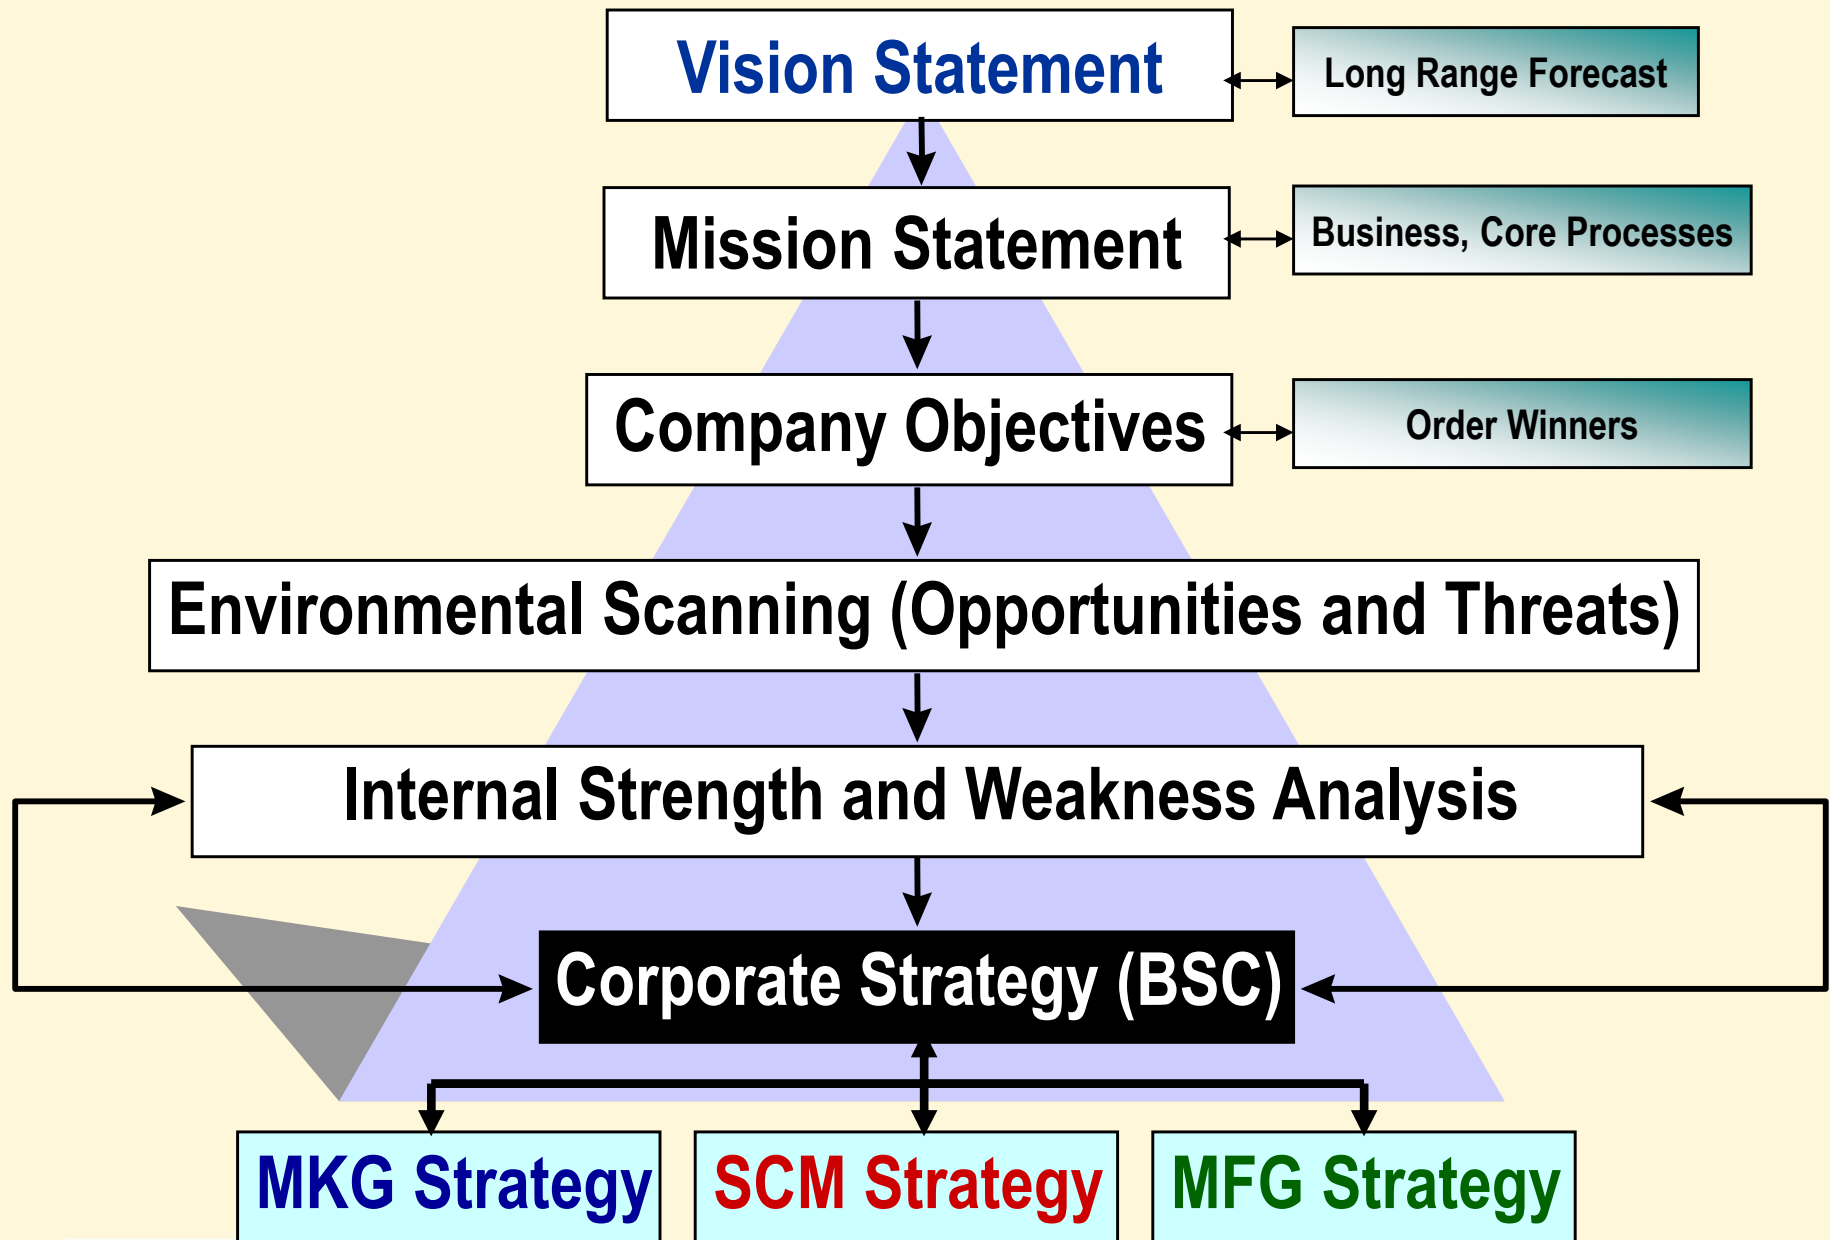 Vision Statement
Long Range Forecast
Mission Statement
Business, Core Processes
Company Objectives
Order Winners
Environmental Scanning (Opportunities and Threats)
Internal Strength and Weakness Analysis
Corporate Strategy (BSC)
MKG Strategy
SCM Strategy
MFG Strategy